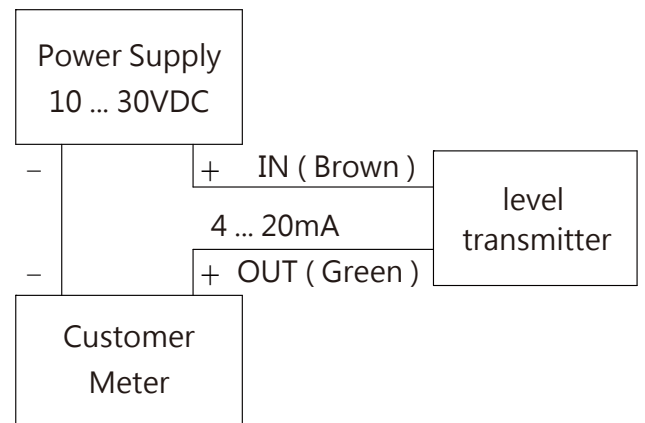 Power Supply
10 ... 30VDC
– + IN ( Brown )
level
transmitter
4 ... 20mA
– + OUT ( Green )
Customer
Meter